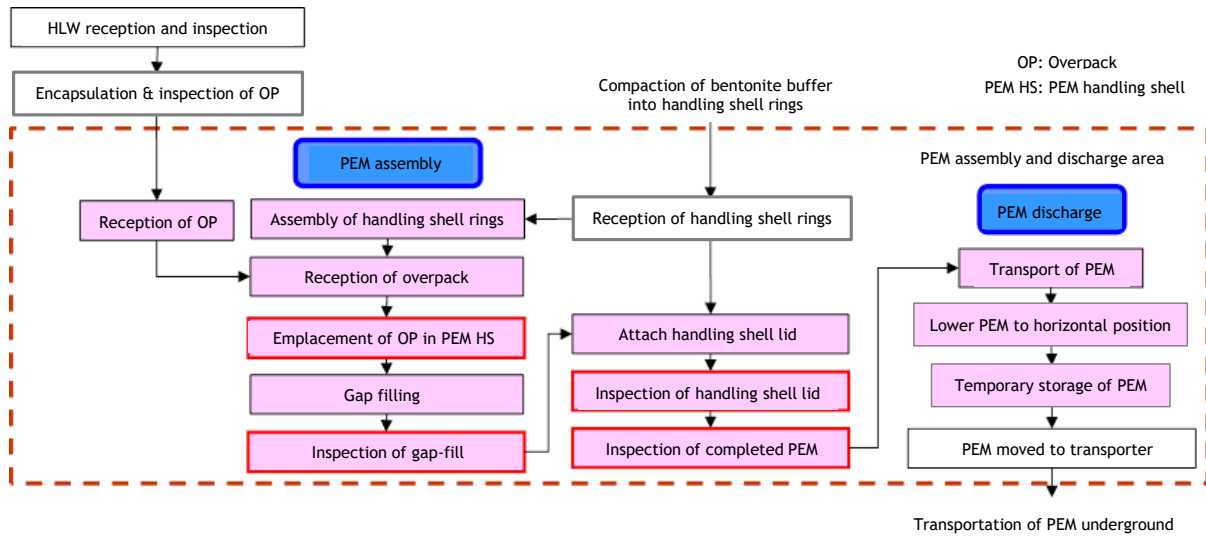 HLW reception and inspection
OP: Overpack
PEM HS: PEM handling shell
Encapsulation & inspection of OP
Compaction of bentonite buffer
into handling shell rings
PEM assembly
PEM assembly and discharge area
PEM discharge
Reception of OP
Assembly of handling shell rings
Reception of handling shell rings
Reception of overpack
Transport of PEM
Emplacement of OP in PEM HS
Attach handling shell lid
Lower PEM to horizontal position
Gap filling
Inspection of handling shell lid
Temporary storage of PEM
Inspection of gap-fill
Inspection of completed PEM
PEM moved to transporter
Transportation of PEM underground